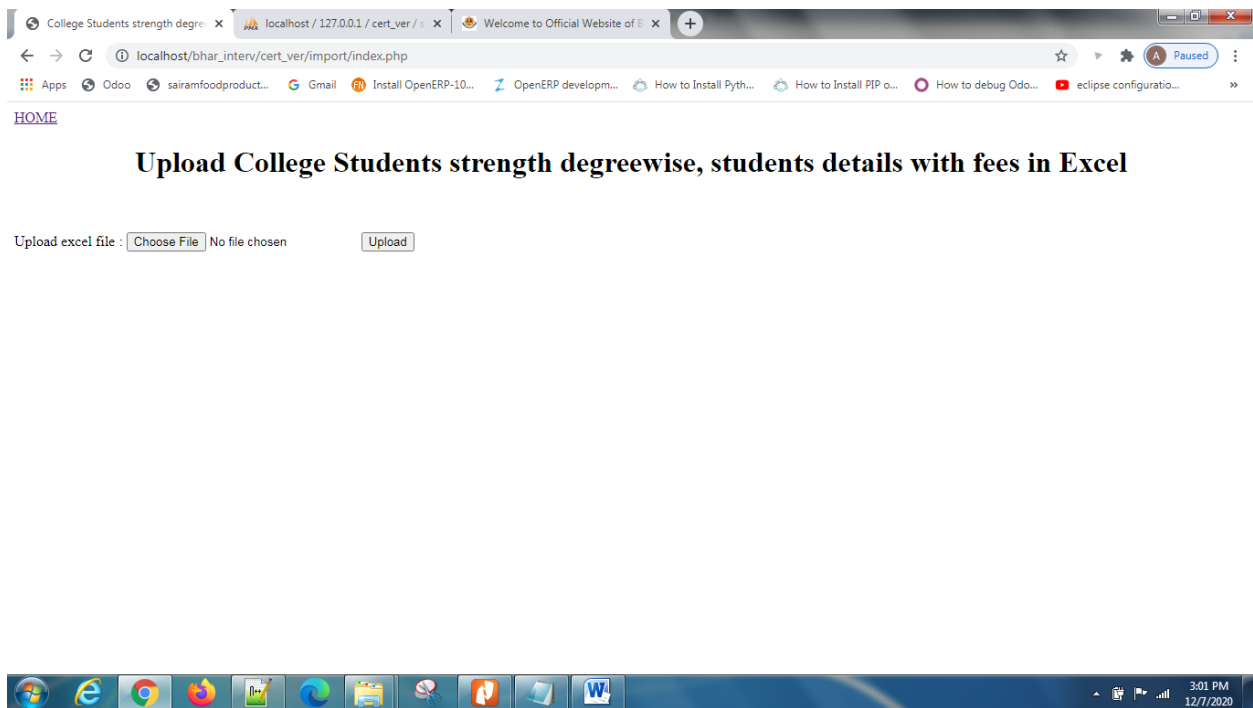 College Students strength degree
localhost / 127.0.0.1 / cert_ver / s
Welcome to Official Website of B
localhost/bhar_interv/cert_ver/import/index.php
A Paused
Apps Odoo sairamfoodproduct... G Gmail FN Install OpenERP-10... OpenERP developm... How to Install Pyth... How to Install PIP o... How to debug Odo... eclipse configuratio... »
HOME
Upload College Students strength degreewise, students details with fees in Excel
Upload excel file : Choose File No file chosen Upload
3:01 PM
12/7/2020